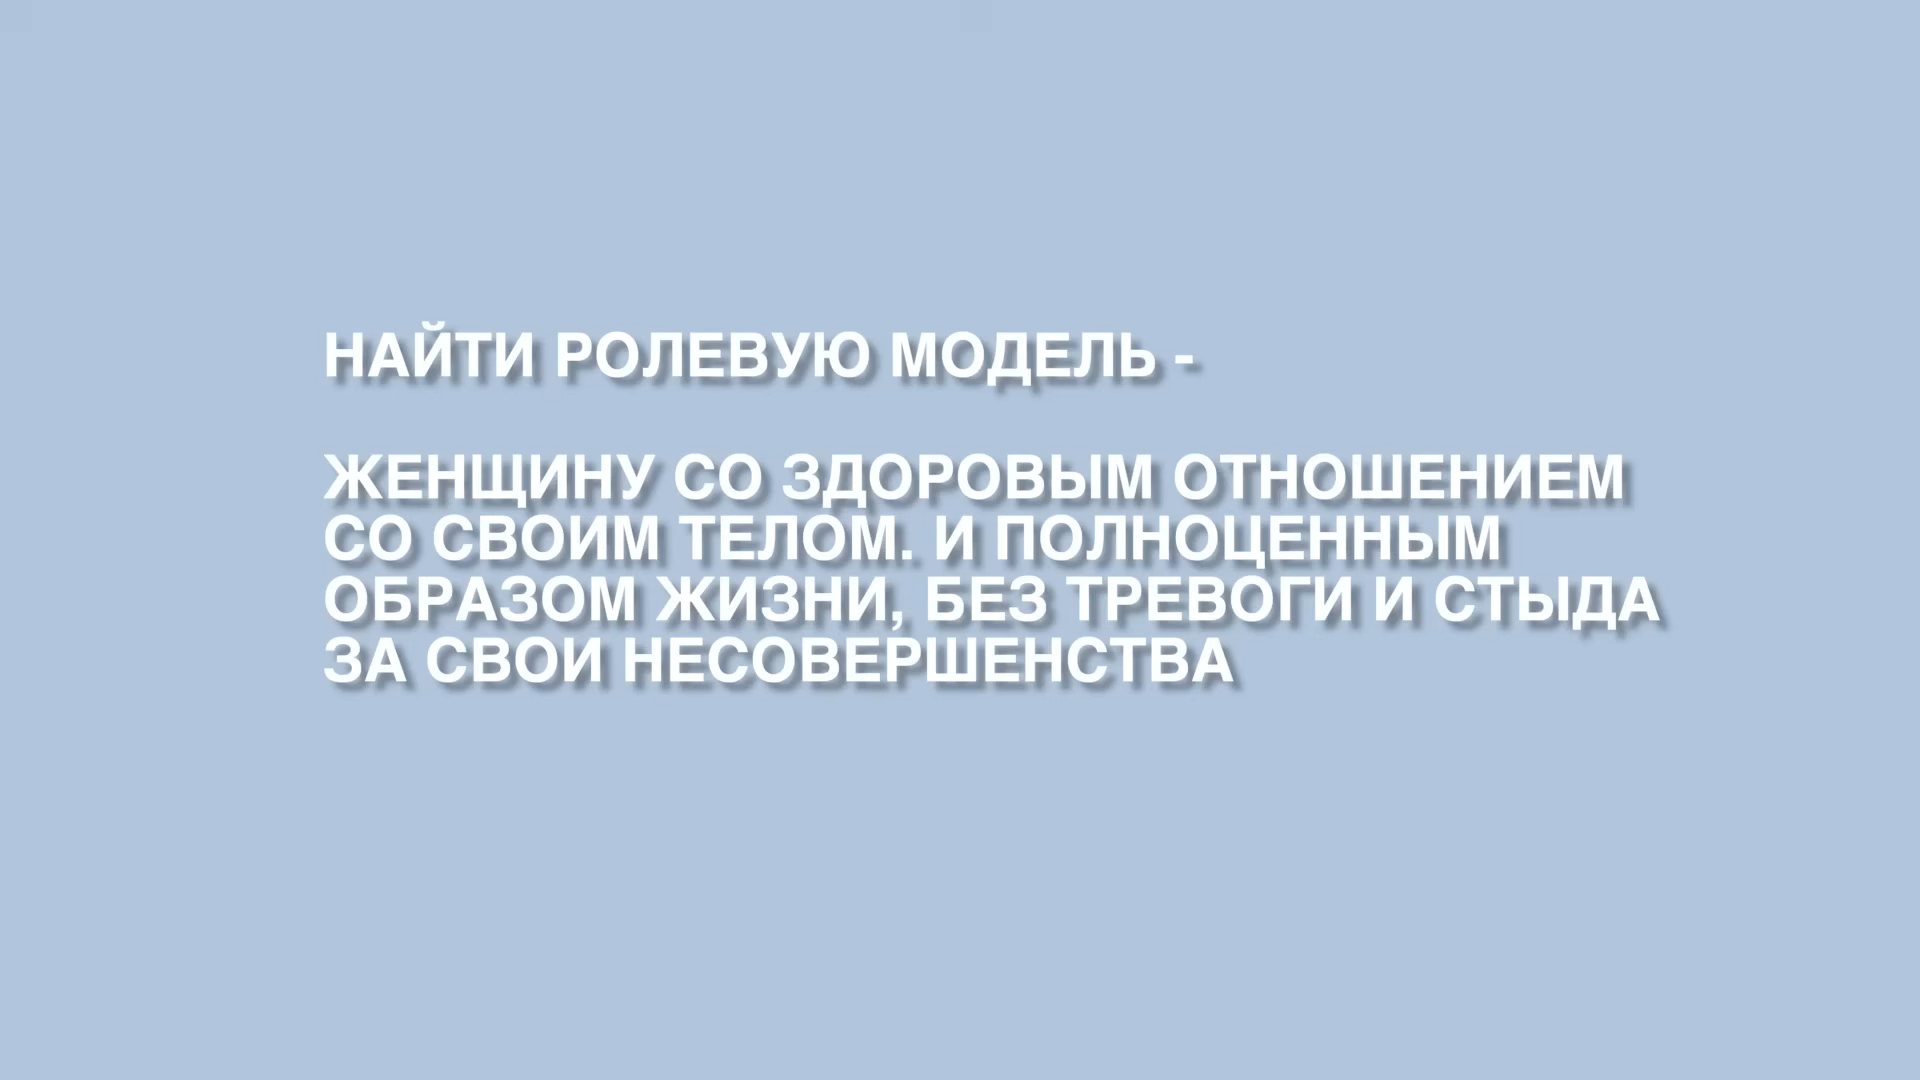 НАЙТИ РОЛЕВУЮ МОДЕЛЬ -
ЖЕНЩИНУ СО ЗДОРОВЫМ ОТНОШЕНИЕМ
СО СВОИМ ТЕЛОМ. И ПОЛНОЦЕННЫМ
ОБРАЗОМ ЖИЗНИ, БЕЗ ТРЕВОГИ И СТЫДА
ЗА СВОИ НЕСОВЕРШЕНСТВА